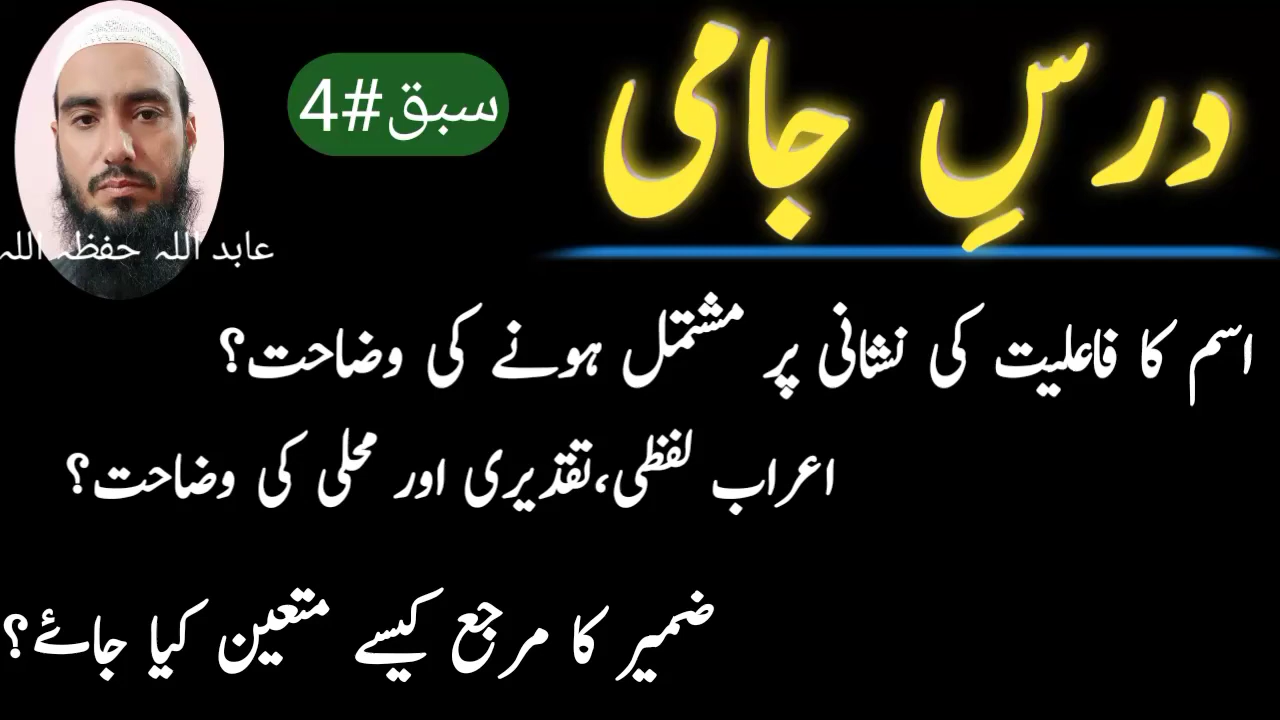 درسِ جامی
سبق#4
عابد اللہ حفظہ اللہ
اسم کا فاعلیت کی نشانی پر مشتمل ہونے کی وضاحت؟
اعراب لفظی،تقدیری اور محلی کی وضاحت؟
ضمیر کا مرجع کیسے متعین کیا جائے؟